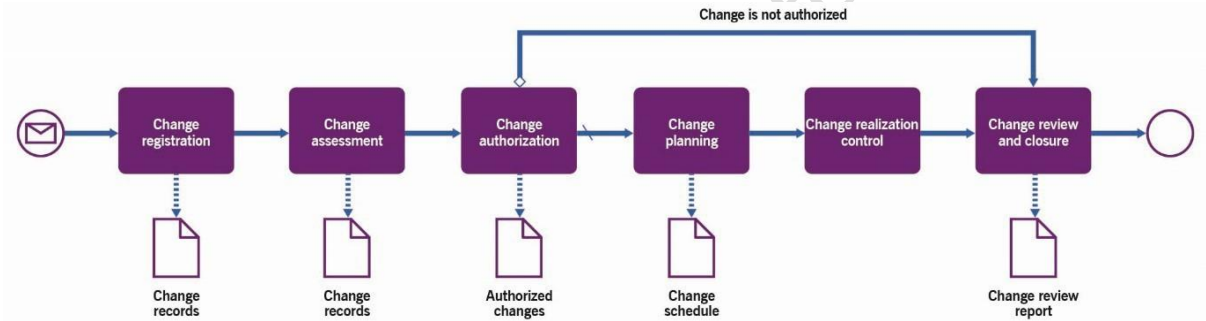 Change is not authorized
Change
registration
Change
assessment
Change
authorization
Change
planning
Change realization
control
Change review
and closure
Change
records
Change
records
Authorized
changes
Change
schedule
Change review
report